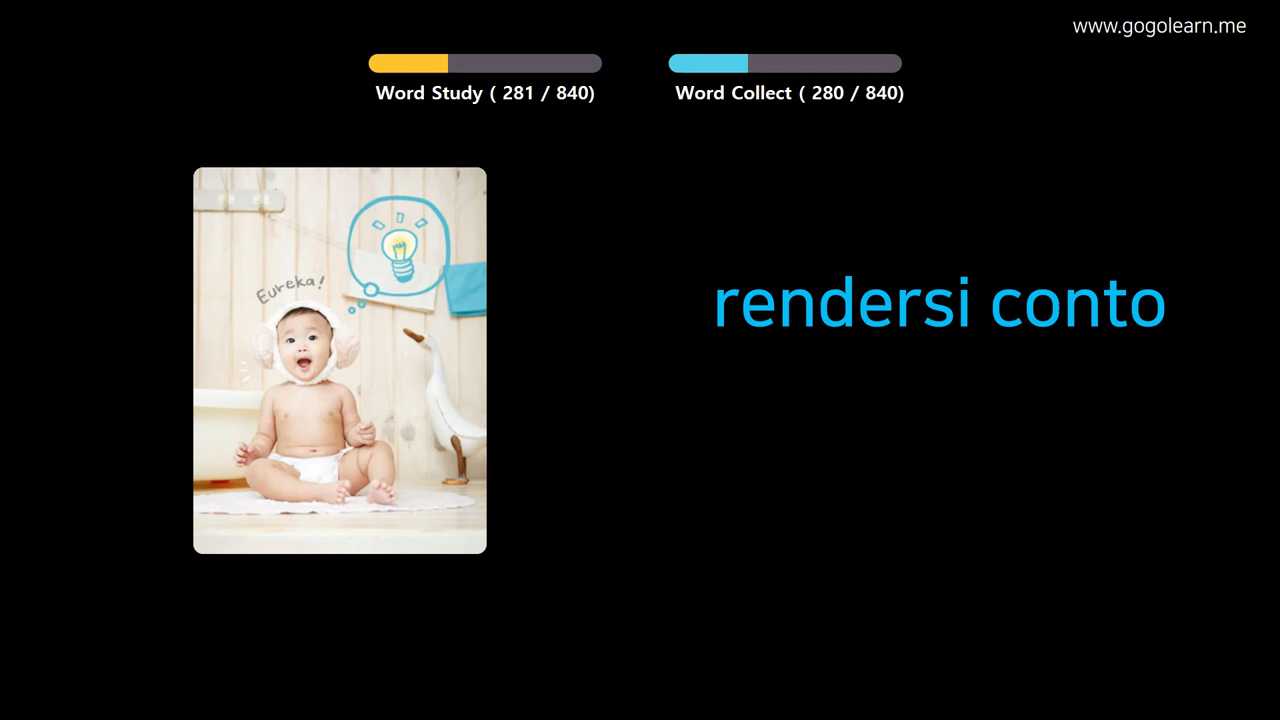 www.gogolearn.me
Word Study ( 281 / 840)
Word Collect ( 280 / 840)
Eureka!
rendersi conto